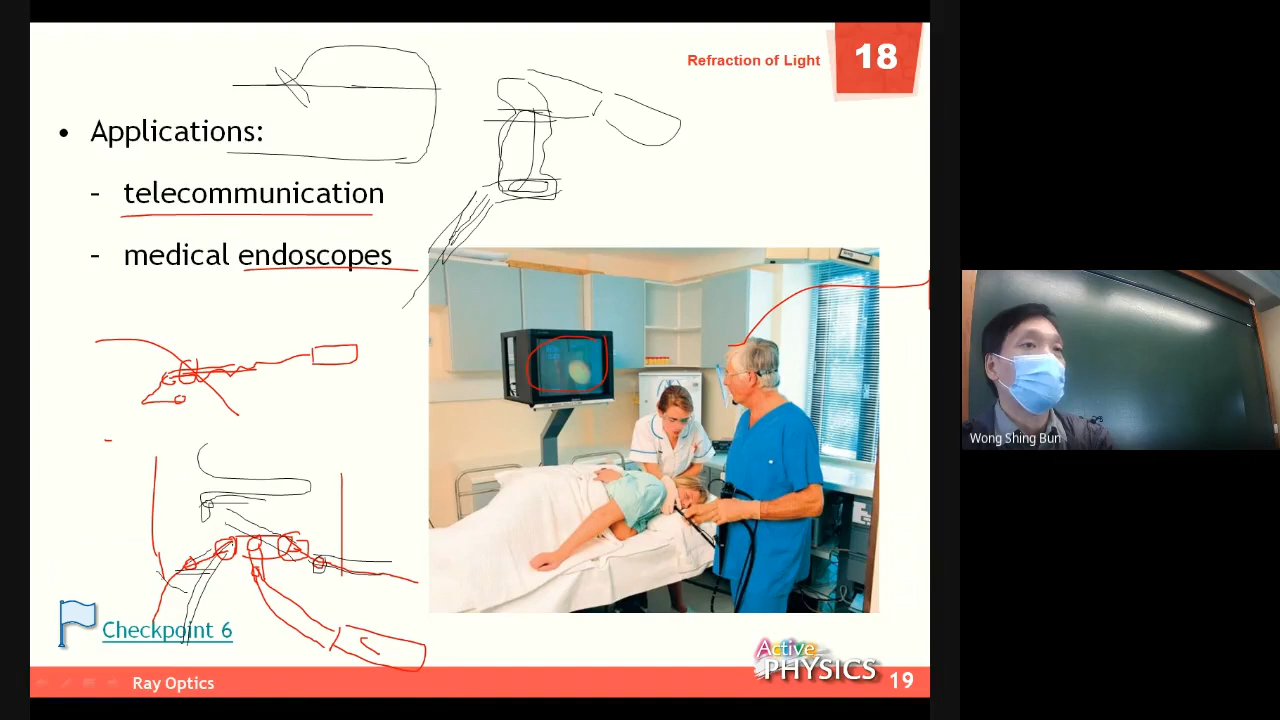 Refraction of Light
18
• Applications:
- telecommunication
- medical endoscopes
Wong Shing Bun
Checkpoint 6
Active
PHYSICS
Ray Optics
19